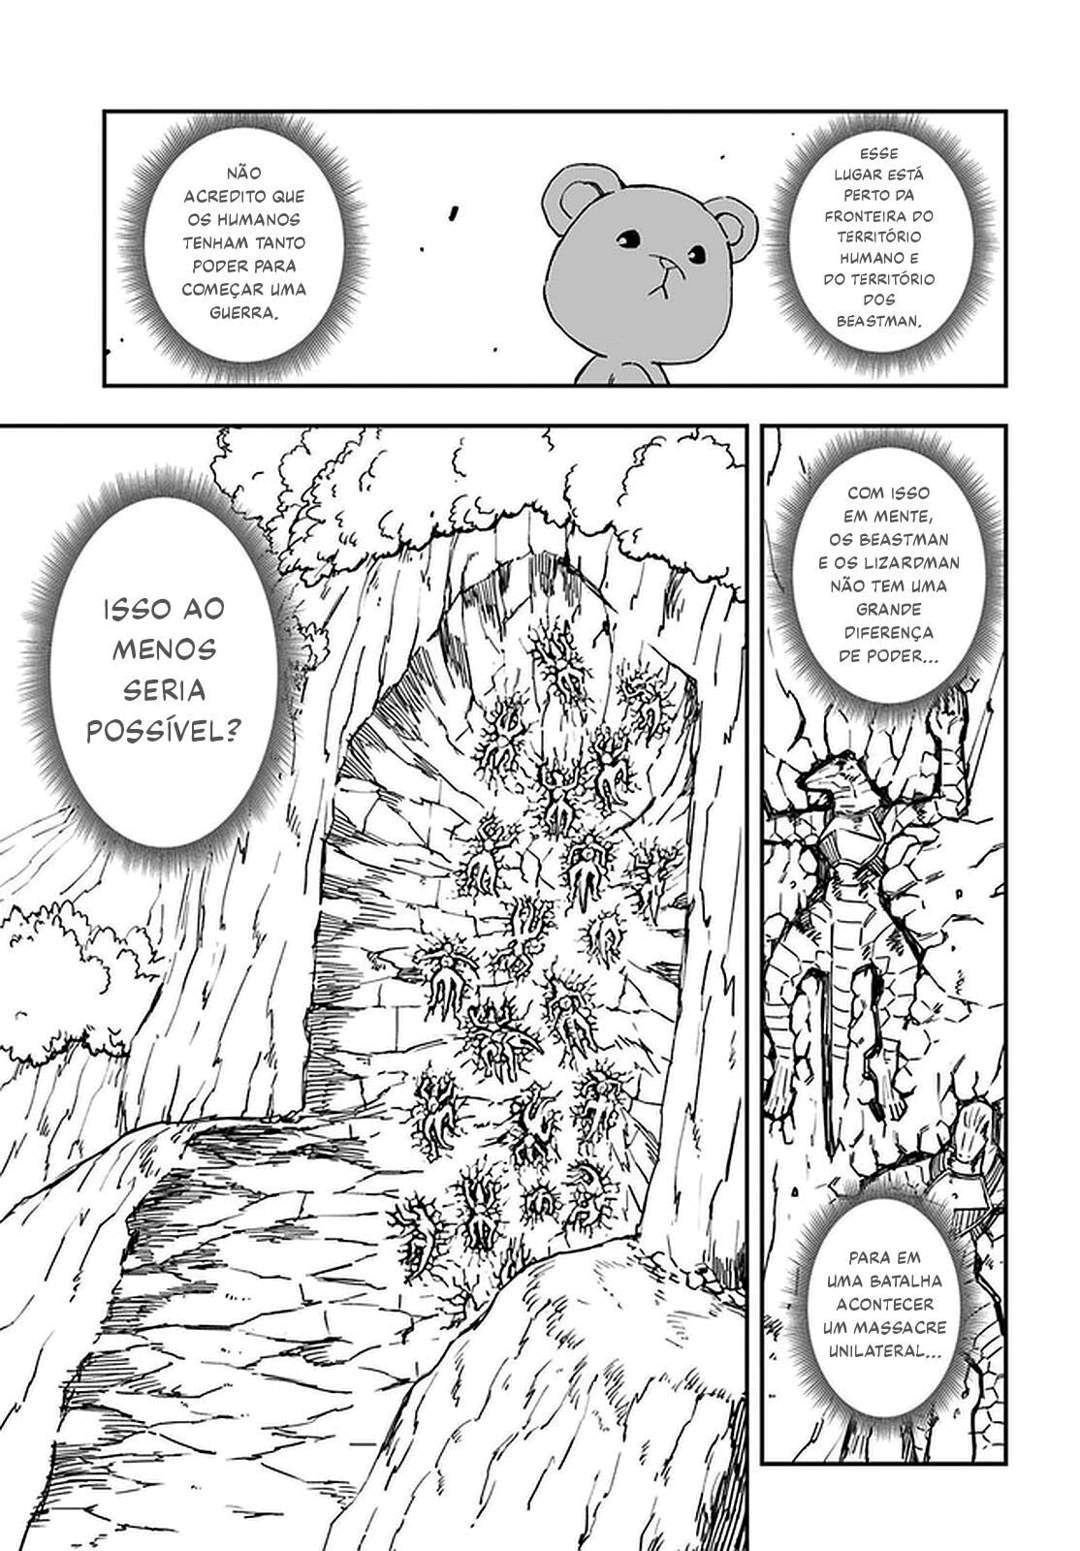 ESSE
LUGAR ESTÁ
PERTO DA
FRONTEIRA DO
TERRITÓRIO
HUMANO E
DO TERRITÓRIO
DOS
BEASTMAN.
NÃO
ACREDITO QUE
OS HUMANOS
TENHAM TANTO
PODER PARA
COMEÇAR UMA
GUERRA.
COM ISSO
EM MENTE,
OS BEASTMAN
E OS LIZARDMAN
NÃO TEM UMA
GRANDE
DIFERENÇA
DE PODER...
PARA EM
UMA BATALHA
ACONTECER
UM MASSACRE
UNILATERAL...
ISSO AO
MENOS
SERIA
POSSÍVEL?